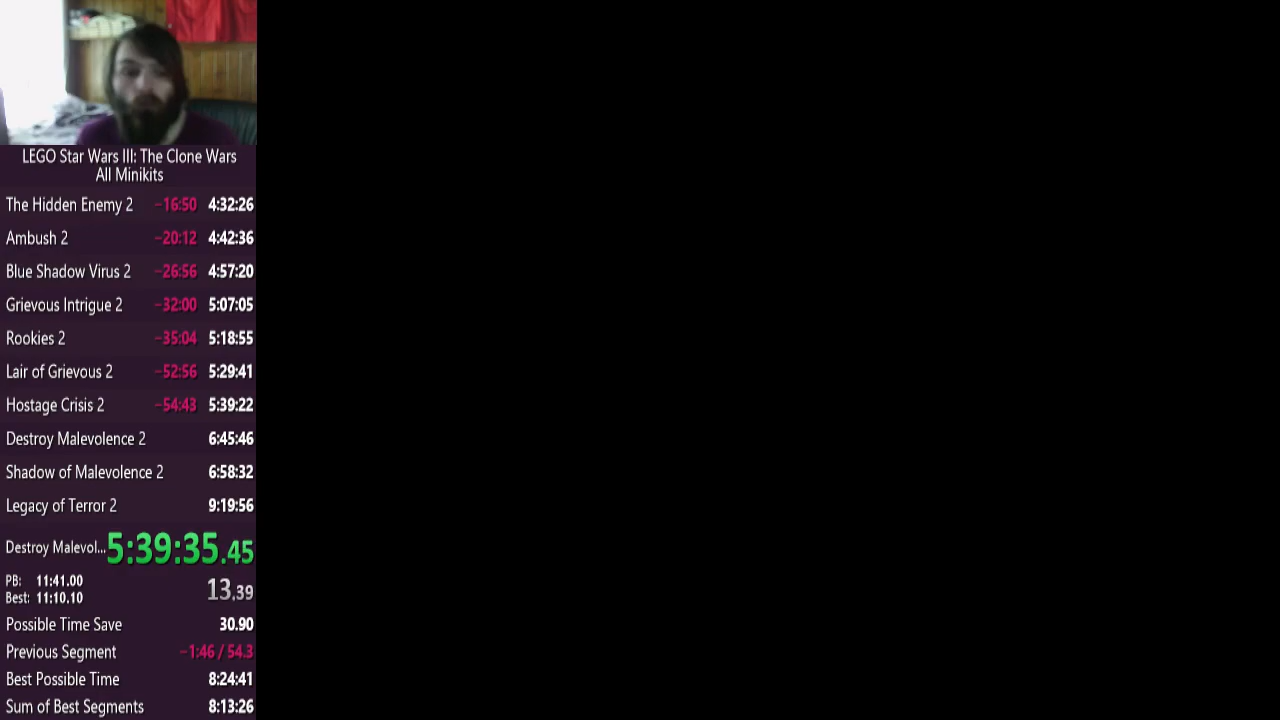 LEGO Star Wars III: The Clone Wars
All Minikits
The Hidden Enemy 2 −16:50 4:32:26
Ambush 2 −20:12 4:42:36
Blue Shadow Virus 2 −26:56 4:57:20
Grievous Intrigue 2 −32:00 5:07:05
Rookies 2 −35:04 5:18:55
Lair of Grievous 2 −52:56 5:29:41
Hostage Crisis 2 −54:43 5:39:22
Destroy Malevolence 2 6:45:46
Shadow of Malevolence 2 6:58:32
Legacy of Terror 2 9:19:56
Destroy Malevol... 5:39:35.45
PB: 11:41.00 13.39
Best: 11:10.10
Possible Time Save 30.90
Previous Segment −1:46 / 54.3
Best Possible Time 8:24:41
Sum of Best Segments 8:13:26